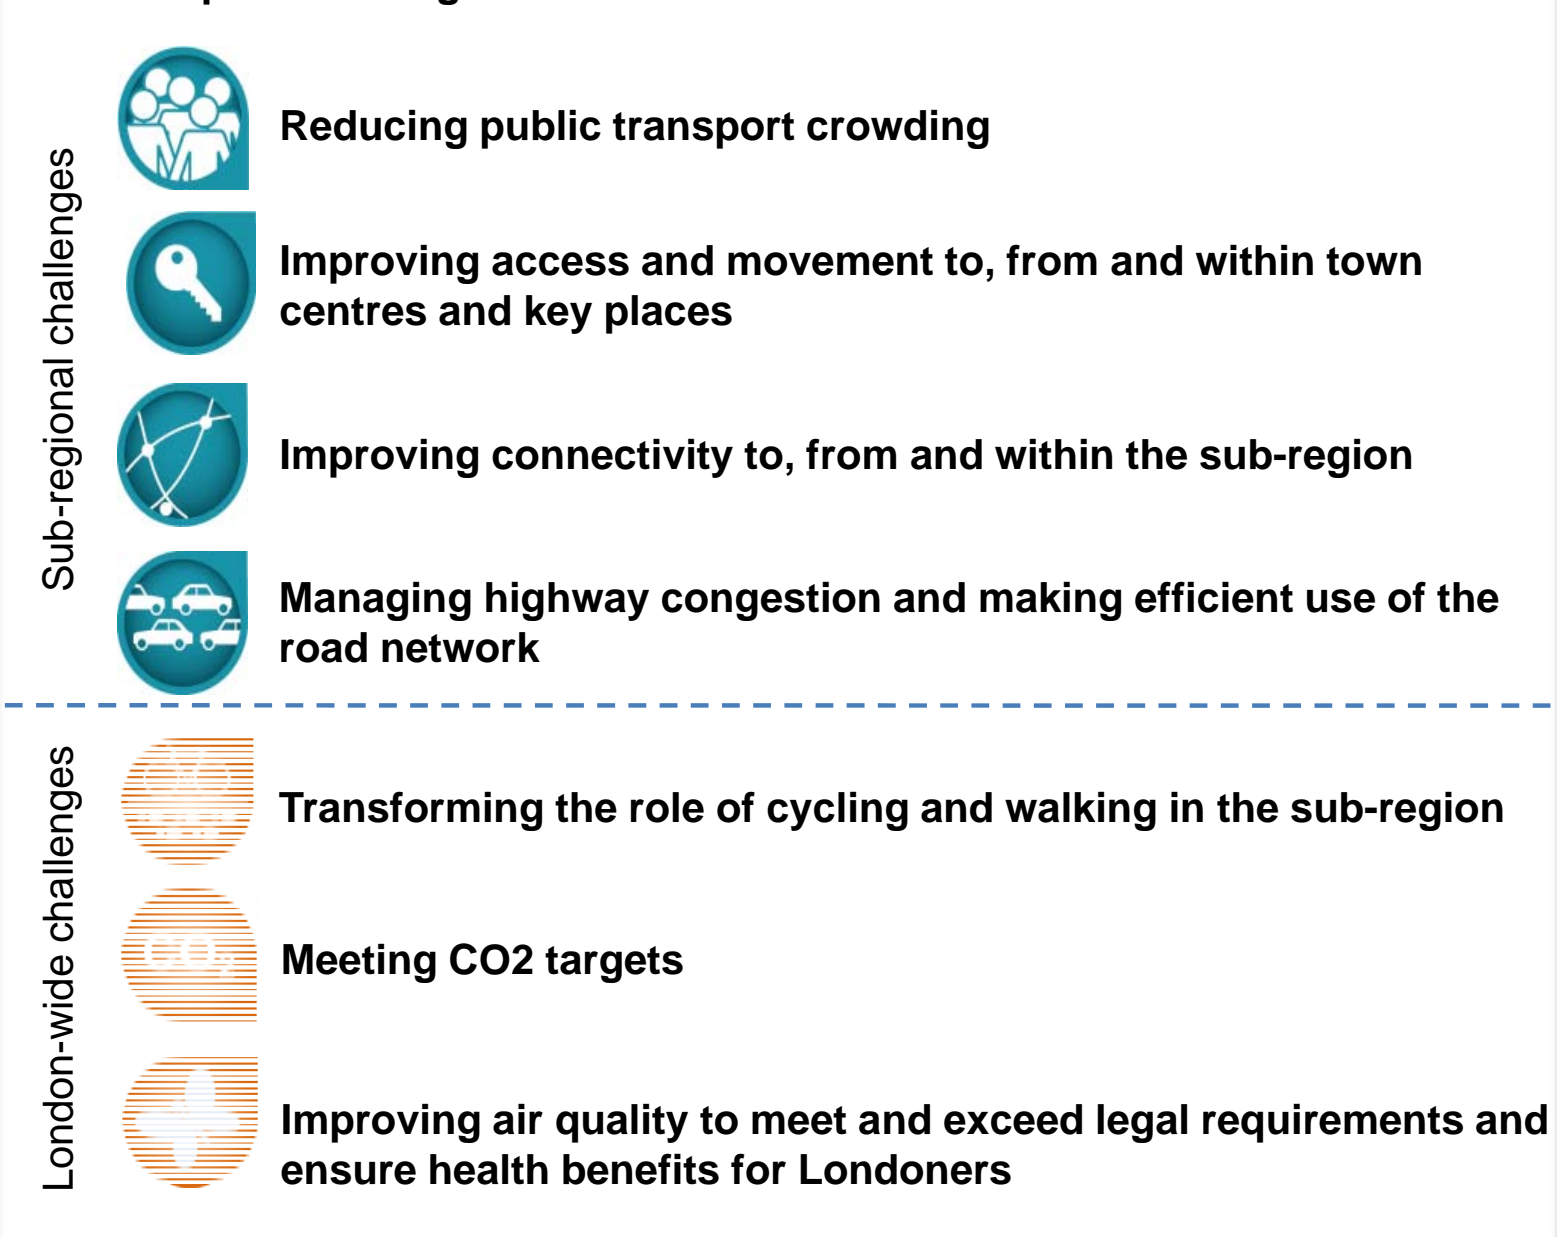 Sub-regional challenges
Reducing public transport crowding
Improving access and movement to, from and within town
centres and key places
Improving connectivity to, from and within the sub-region
Managing highway congestion and making efficient use of the
road network
London-wide challenges
Transforming the role of cycling and walking in the sub-region
CO2
Meeting CO2 targets
Improving air quality to meet and exceed legal requirements and
ensure health benefits for Londoners